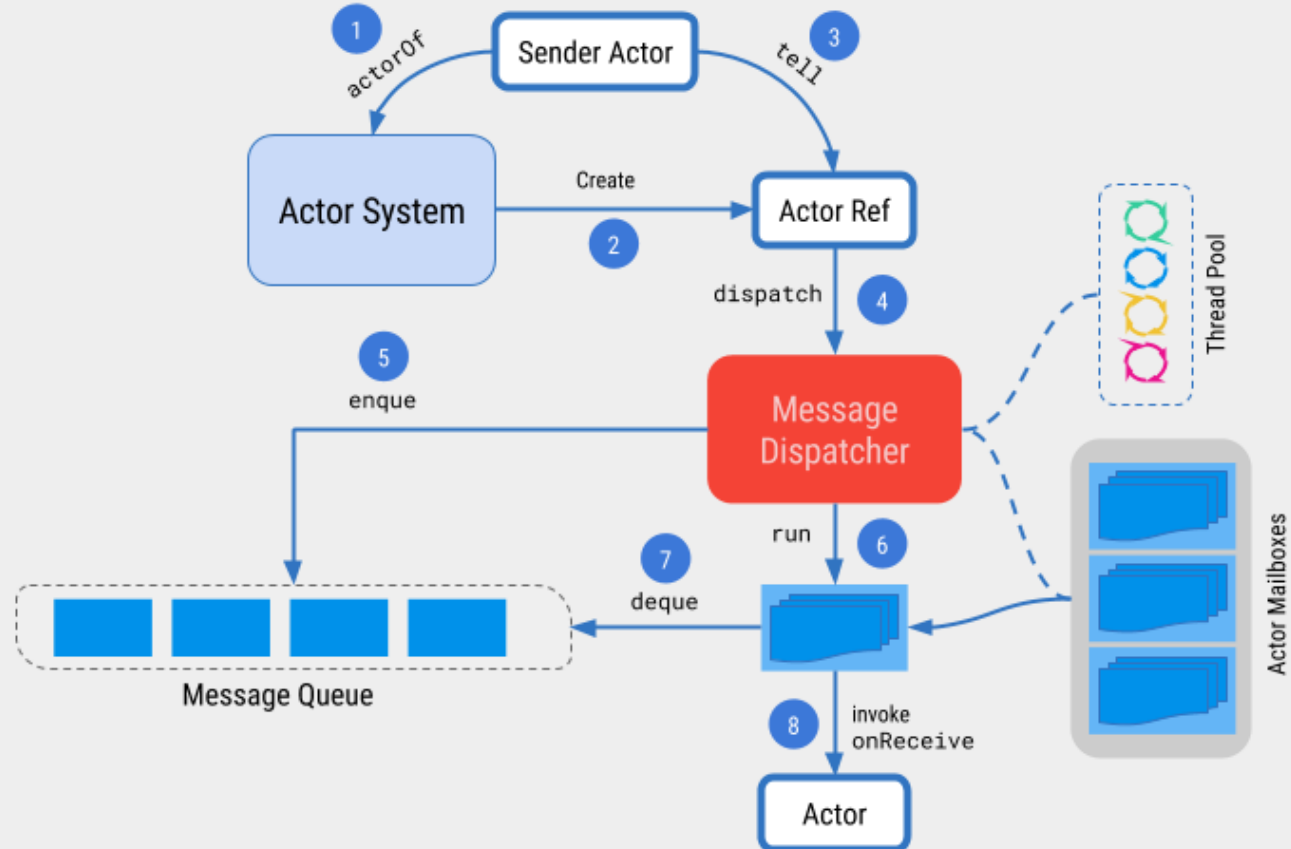 1
actorOf
Sender Actor
3
tell
Actor System
Create
2
Actor Ref
dispatch
4
Thread Pool
5
enque
Message
Dispatcher
run
6
7
deque
Message Queue
Actor Mailboxes
8
invoke
onReceive
Actor